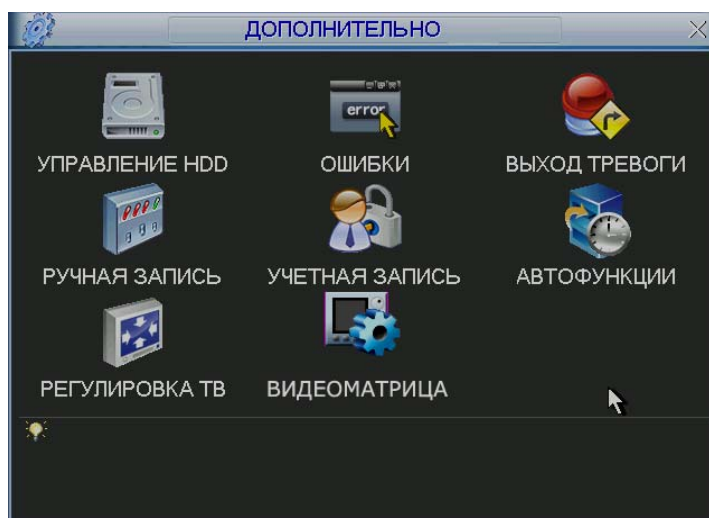 ДОПОЛНИТЕЛЬНО
error
УПРАВЛЕНИЕ HDD
ОШИБКИ
ВЫХОД ТРЕВОГИ
РУЧНАЯ ЗАПИСЬ
УЧЕТНАЯ ЗАПИСЬ
АВТОФУНКЦИИ
РЕГУЛИРОВКА ТВ
ВИДЕОМАТРИЦА